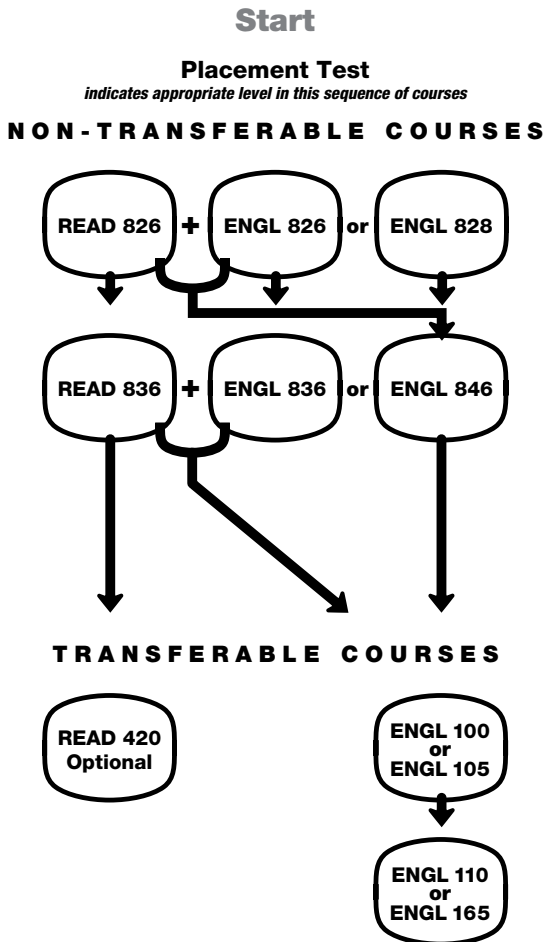 Start
Placement Test
indicates appropriate level in this sequence of courses
NON-TRANSFERABLE COURSES
READ 826 + ENGL 826 or ENGL 828
READ 836 + ENGL 836 or ENGL 846
TRANSFERABLE COURSES
READ 420
Optional
ENGL 100
or
ENGL 105
ENGL 110
or
ENGL 165